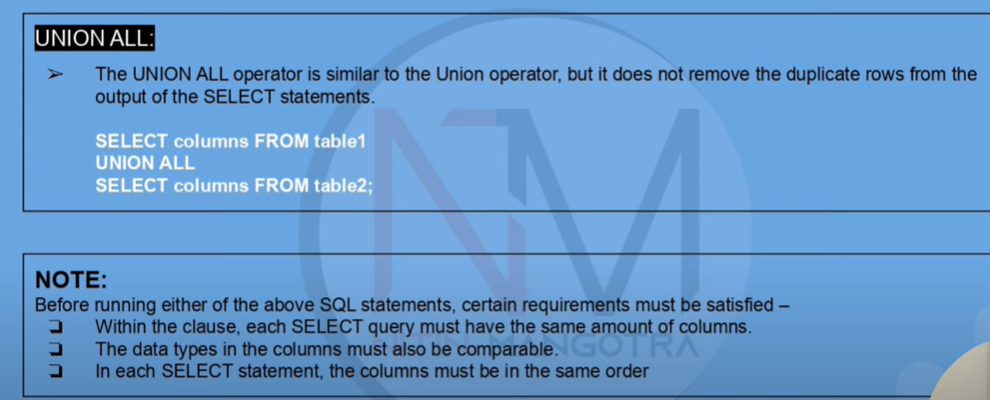 UNION ALL:
➢ The UNION ALL operator is similar to the Union operator, but it does not remove the duplicate rows from the
output of the SELECT statements.
SELECT columns FROM table1
UNION ALL
SELECT columns FROM table2;
NOTE:
Before running either of the above SQL statements, certain requirements must be satisfied –
❑ Within the clause, each SELECT query must have the same amount of columns.
❑ The data types in the columns must also be comparable.
❑ In each SELECT statement, the columns must be in the same order
NM
MANGOTRA